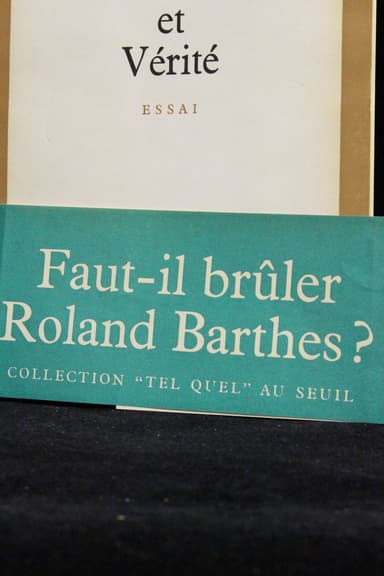 et
Vérité
ESSAI
Faut-il brûler
Roland Barthes ?
COLLECTION "TEL QUEL" AU SEUIL